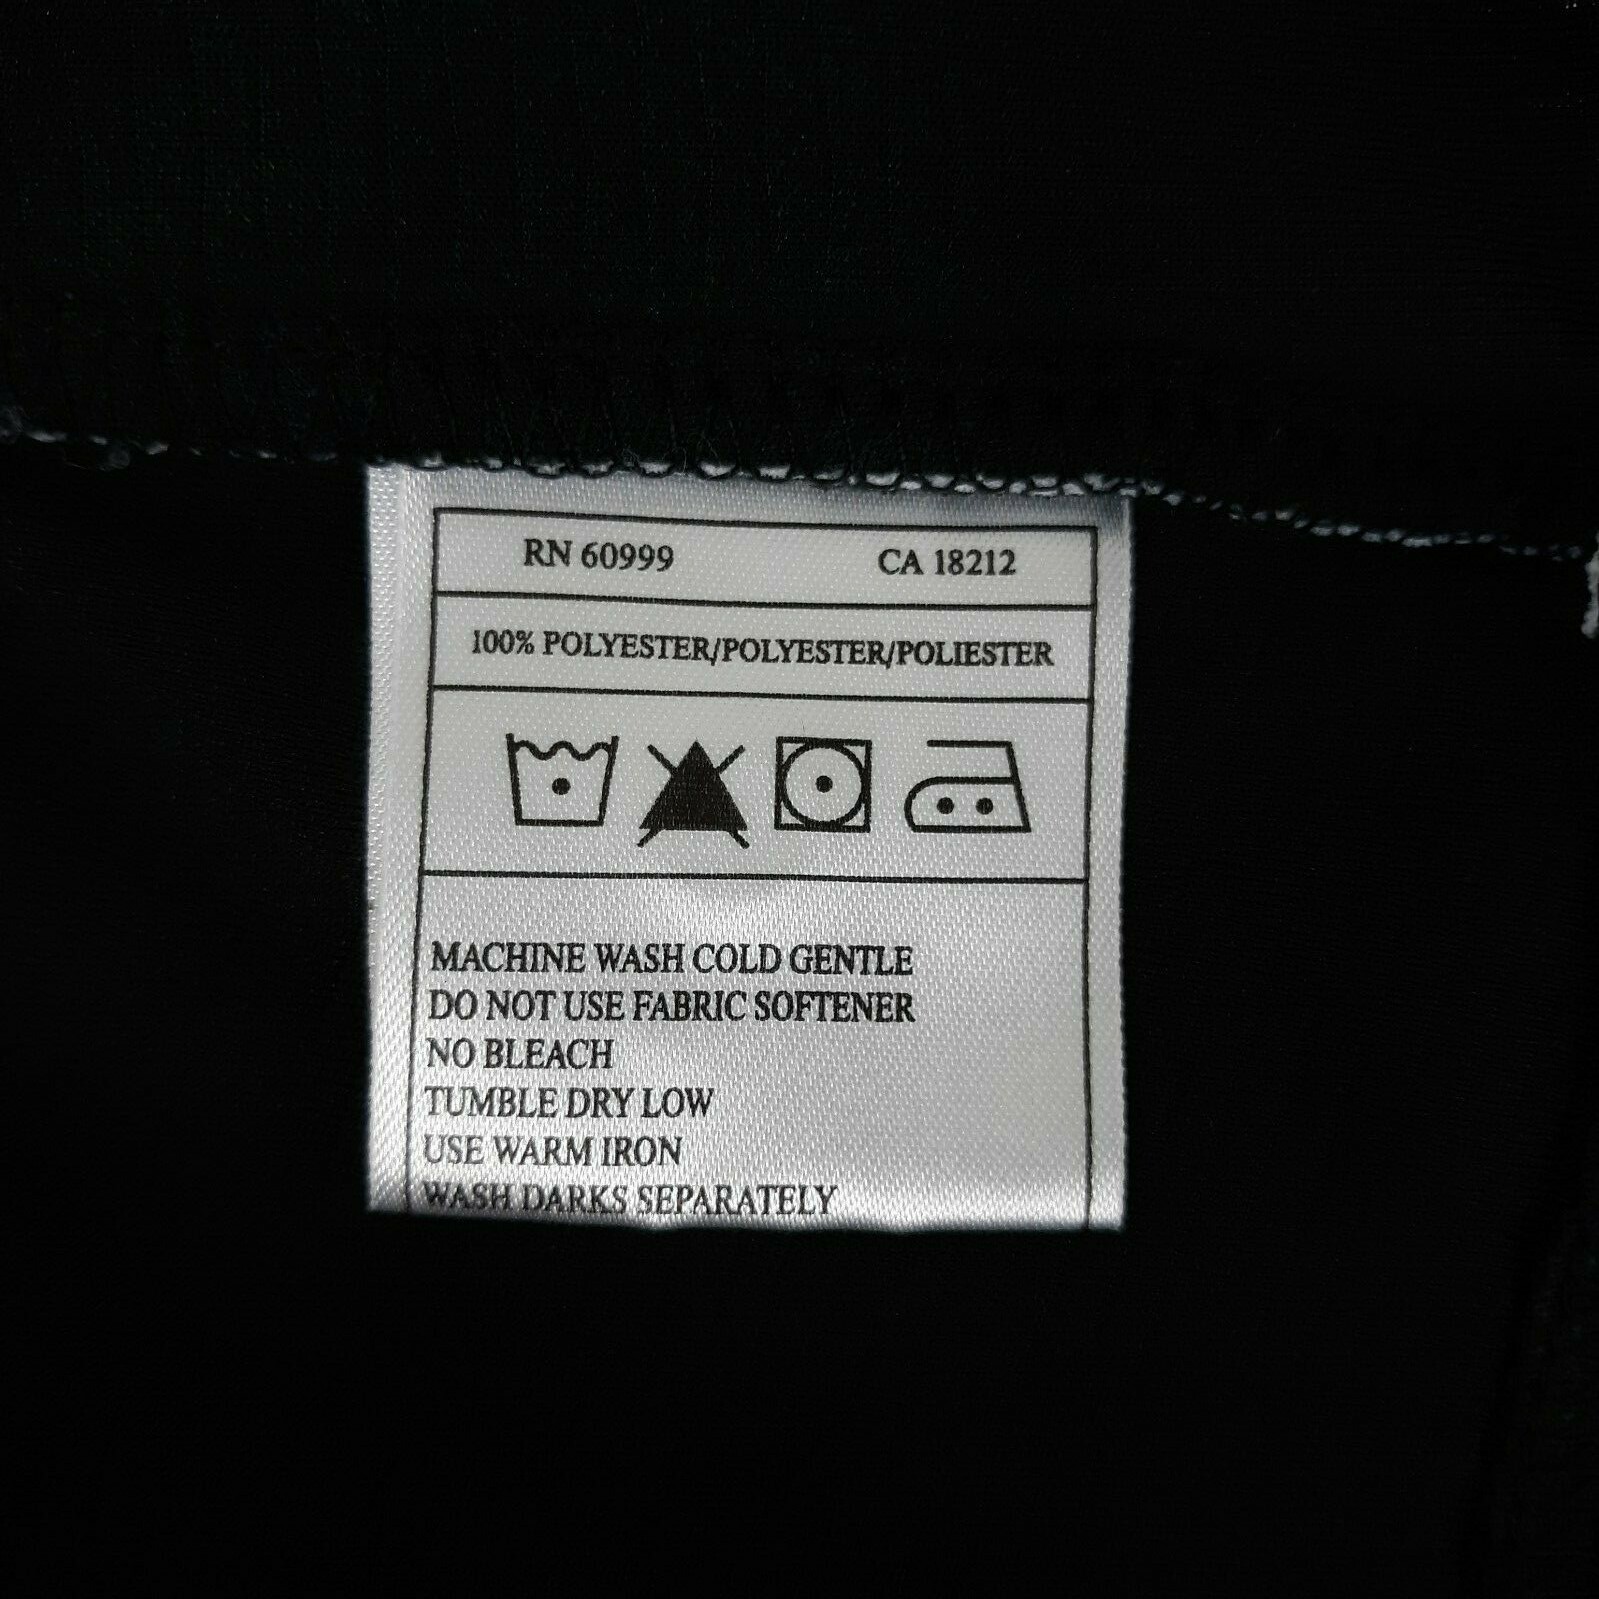 RN 60999 CA 18212
100% POLYESTER/POLYESTER/POLIESTER
MACHINE WASH COLD GENTLE
DO NOT USE FABRIC SOFTENER
NO BLEACH
TUMBLE DRY LOW
USE WARM IRON
WASH DARKS SEPARATELY